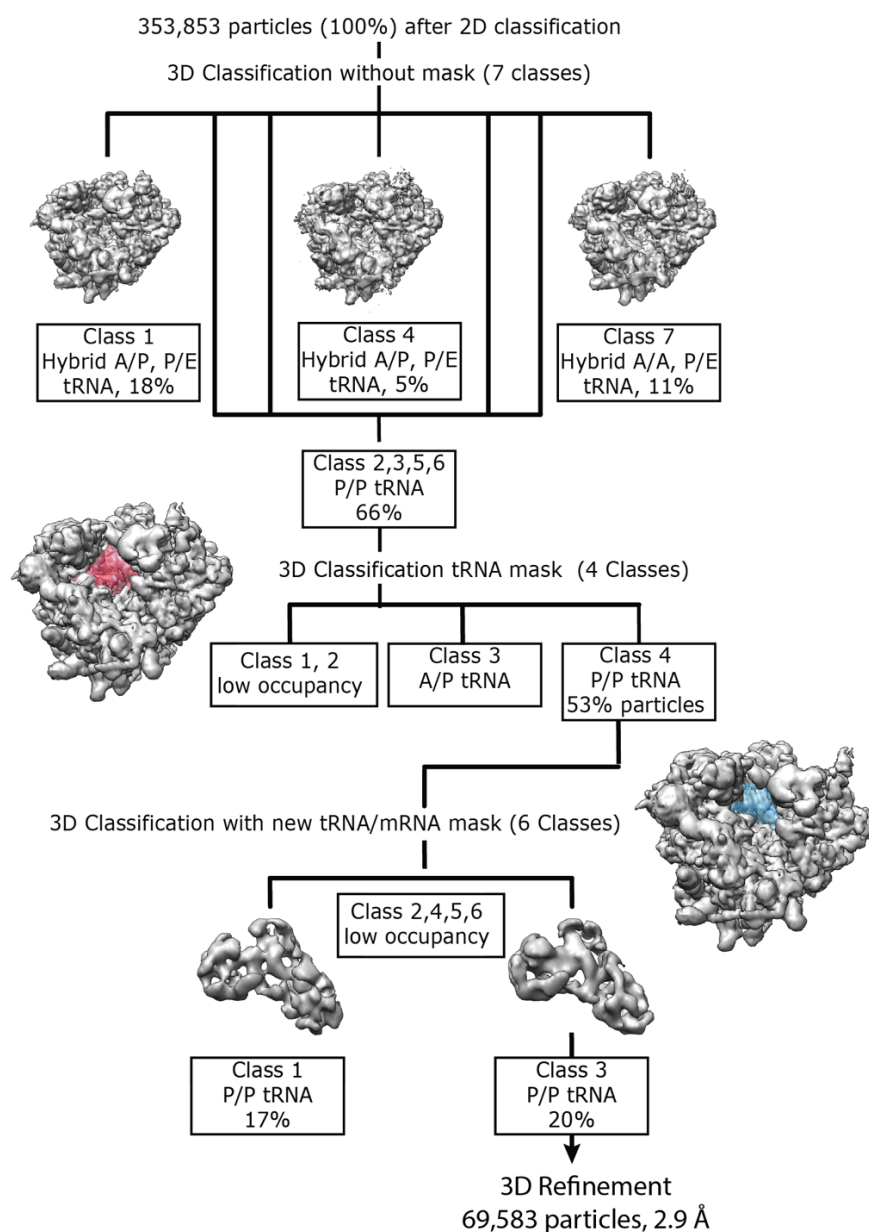 353,853 particles (100%) after 2D classification
3D Classification without mask (7 classes)
Class 1
Hybrid A/P, P/E
tRNA, 18%
Class 4
Hybrid A/P, P/E
tRNA, 5%
Class 7
Hybrid A/A, P/E
tRNA, 11%
Class 2,3,5,6
P/P tRNA
66%
3D Classification tRNA mask (4 Classes)
Class 1, 2
low occupancy
Class 3
A/P tRNA
Class 4
P/P tRNA
53% particles
3D Classification with new tRNA/mRNA mask (6 Classes)
Class 2,4,5,6
low occupancy
Class 1
P/P tRNA
17%
Class 3
P/P tRNA
20%
3D Refinement
69,583 particles, 2.9 Å